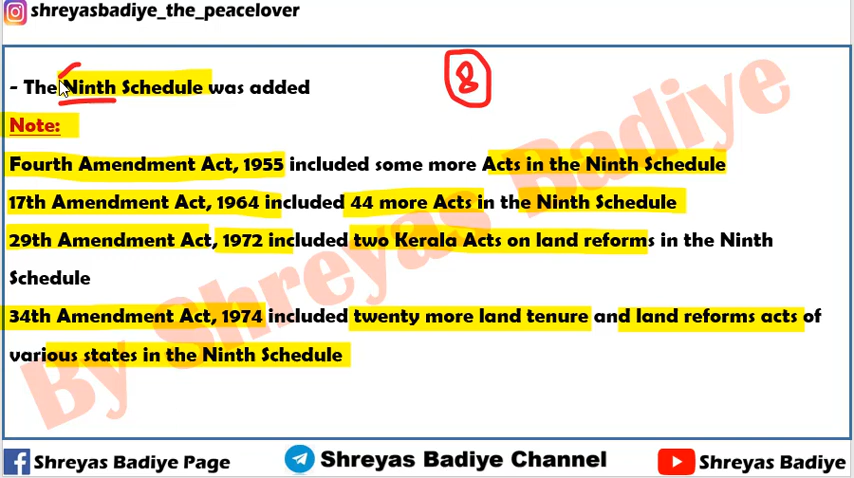 shreyasbadiye_the_peacelover
- The Ninth Schedule was added
8
Note:
Fourth Amendment Act, 1955 included some more Acts in the Ninth Schedule
17th Amendment Act, 1964 included 44 more Acts in the Ninth Schedule
29th Amendment Act, 1972 included two Kerala Acts on land reforms in the Ninth
Schedule
34th Amendment Act, 1974 included twenty more land tenure and land reforms acts of
various states in the Ninth Schedule
By Shreyas Badiye
Shreyas Badiye Page
Shreyas Badiye Channel
Shreyas Badiye